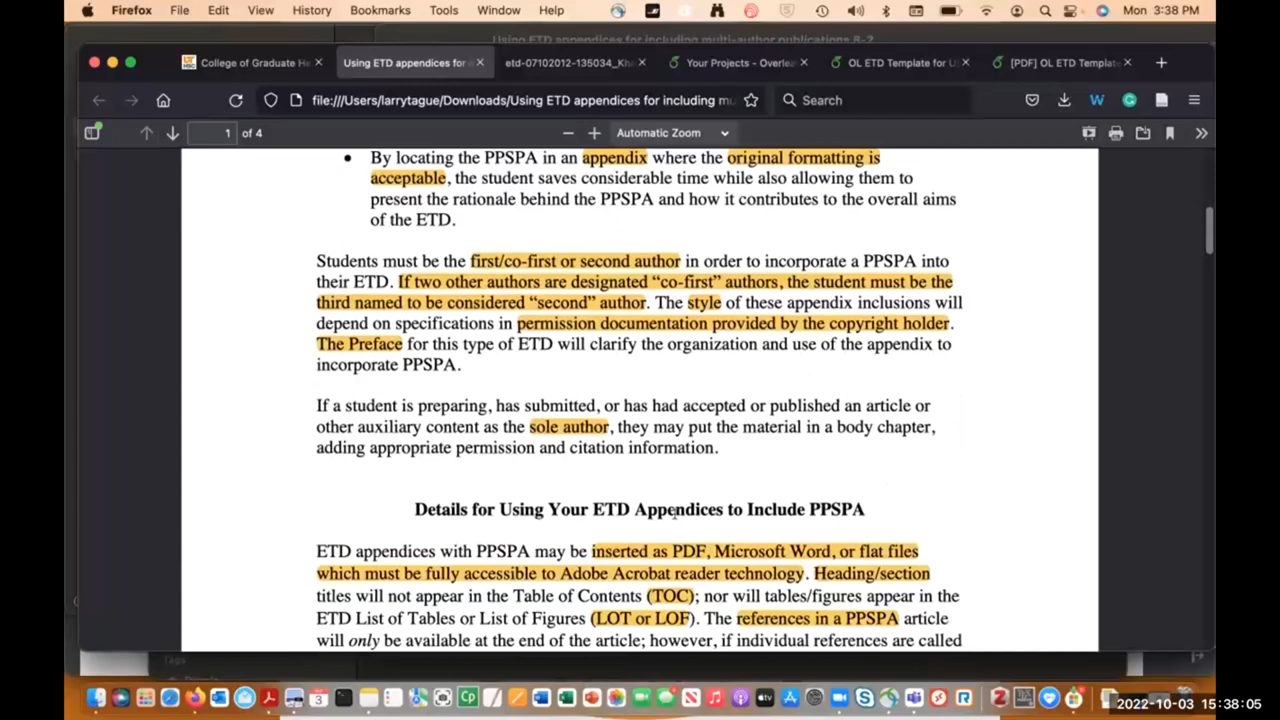 Firefox File Edit View History Bookmarks Tools Window Help Mon 3:38 PM
Using ETD appendices for including multi-author publications 8-2
College of Graduate He
Using ETD appendices for
etd-07102012-135034_Kha
Your Projects - Overlea
OL ETD Template for U
[PDF] OL ETD Template
file:///Users/larrytague/Downloads/Using ETD appendices for including mu
Search
1 of 4
Automatic Zoom
• By locating the PPSPA in an appendix where the original formatting is
acceptable, the student saves considerable time while also allowing them to
present the rationale behind the PPSPA and how it contributes to the overall aims
of the ETD.
Students must be the first/co-first or second author in order to incorporate a PPSPA into
their ETD. If two other authors are designated “co-first” authors, the student must be the
third named to be considered “second” author. The style of these appendix inclusions will
depend on specifications in permission documentation provided by the copyright holder.
The Preface for this type of ETD will clarify the organization and use of the appendix to
incorporate PPSPA.
If a student is preparing, has submitted, or has had accepted or published an article or
other auxiliary content as the sole author, they may put the material in a body chapter,
adding appropriate permission and citation information.
Details for Using Your ETD Appendices to Include PPSPA
ETD appendices with PPSPA may be inserted as PDF, Microsoft Word, or flat files
which must be fully accessible to Adobe Acrobat reader technology. Heading/section
titles will not appear in the Table of Contents (TOC); nor will tables/figures appear in the
ETD List of Tables or List of Figures (LOT or LOF). The references in a PPSPA article
will only be available at the end of the article; however, if individual references are called
Tags
2022-10-03 15:38:05